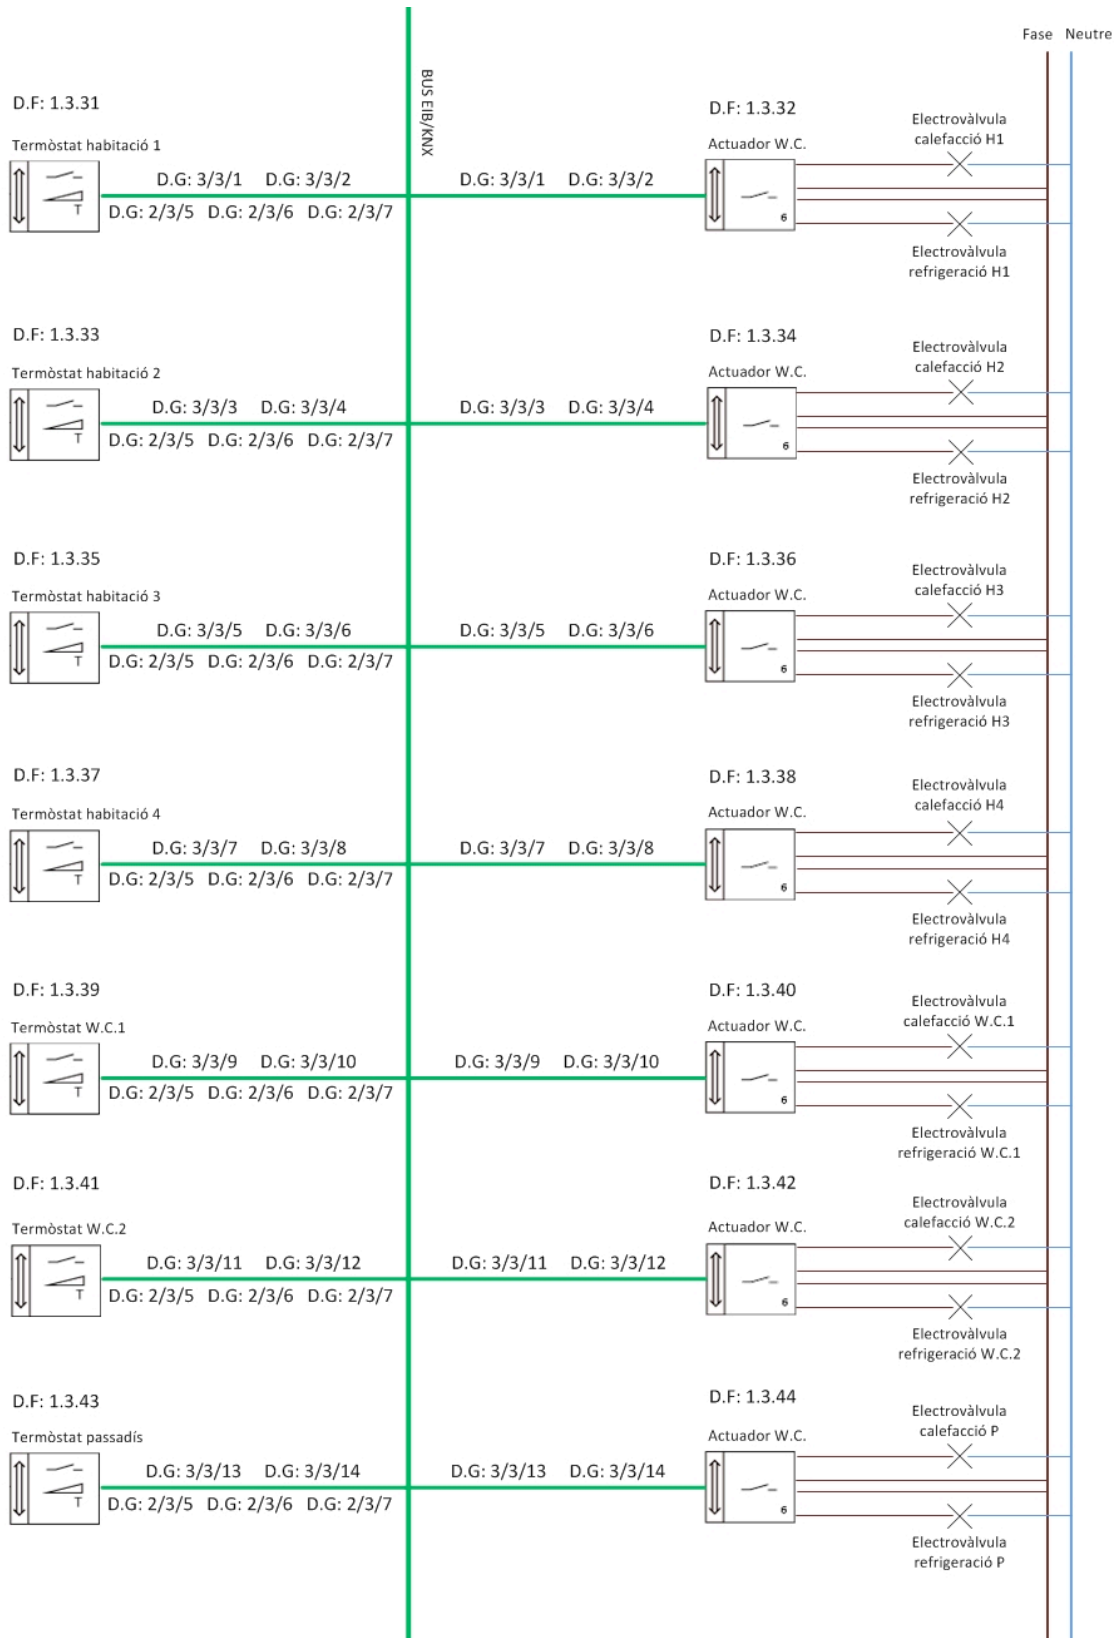 Fase Neutre
BUS EIB/KNX
D.F: 1.3.31
Termòstat habitació 1
T
D.G: 3/3/1 D.G: 3/3/2
D.G: 2/3/5 D.G: 2/3/6 D.G: 2/3/7
D.G: 3/3/1 D.G: 3/3/2
D.F: 1.3.32
Actuador W.C.
6
Electrovàlvula
calefacció H1
Electrovàlvula
refrigeració H1
D.F: 1.3.33
Termòstat habitació 2
T
D.G: 3/3/3 D.G: 3/3/4
D.G: 2/3/5 D.G: 2/3/6 D.G: 2/3/7
D.G: 3/3/3 D.G: 3/3/4
D.F: 1.3.34
Actuador W.C.
6
Electrovàlvula
calefacció H2
Electrovàlvula
refrigeració H2
D.F: 1.3.35
Termòstat habitació 3
T
D.G: 3/3/5 D.G: 3/3/6
D.G: 2/3/5 D.G: 2/3/6 D.G: 2/3/7
D.G: 3/3/5 D.G: 3/3/6
D.F: 1.3.36
Actuador W.C.
6
Electrovàlvula
calefacció H3
Electrovàlvula
refrigeració H3
D.F: 1.3.37
Termòstat habitació 4
T
D.G: 3/3/7 D.G: 3/3/8
D.G: 2/3/5 D.G: 2/3/6 D.G: 2/3/7
D.G: 3/3/7 D.G: 3/3/8
D.F: 1.3.38
Actuador W.C.
6
Electrovàlvula
calefacció H4
Electrovàlvula
refrigeració H4
D.F: 1.3.39
Termòstat W.C.1
T
D.G: 3/3/9 D.G: 3/3/10
D.G: 2/3/5 D.G: 2/3/6 D.G: 2/3/7
D.G: 3/3/9 D.G: 3/3/10
D.F: 1.3.40
Actuador W.C.
6
Electrovàlvula
calefacció W.C.1
Electrovàlvula
refrigeració W.C.1
D.F: 1.3.41
Termòstat W.C.2
T
D.G: 3/3/11 D.G: 3/3/12
D.G: 2/3/5 D.G: 2/3/6 D.G: 2/3/7
D.G: 3/3/11 D.G: 3/3/12
D.F: 1.3.42
Actuador W.C.
6
Electrovàlvula
calefacció W.C.2
Electrovàlvula
refrigeració W.C.2
D.F: 1.3.43
Termòstat passadís
T
D.G: 3/3/13 D.G: 3/3/14
D.G: 2/3/5 D.G: 2/3/6 D.G: 2/3/7
D.G: 3/3/13 D.G: 3/3/14
D.F: 1.3.44
Actuador W.C.
6
Electrovàlvula
calefacció P
Electrovàlvula
refrigeració P